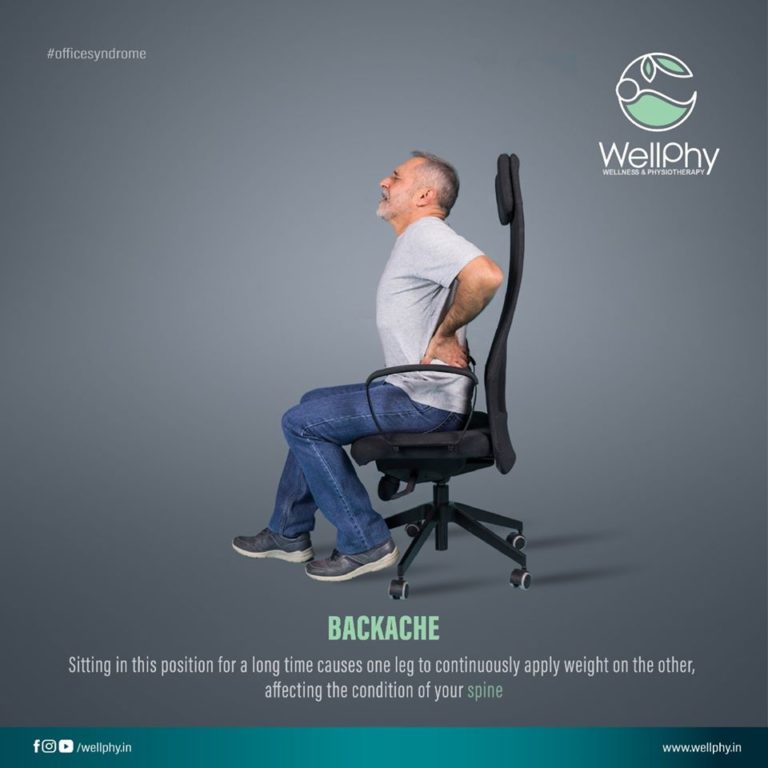 #officesyndrome
Wellphy
WELLNESS & PHYSIOTHERAPY
BACKACHE
Sitting in this position for a long time causes one leg to continuously apply weight on the other,
affecting the condition of your spine
/wellphy.in
www.wellphy.in